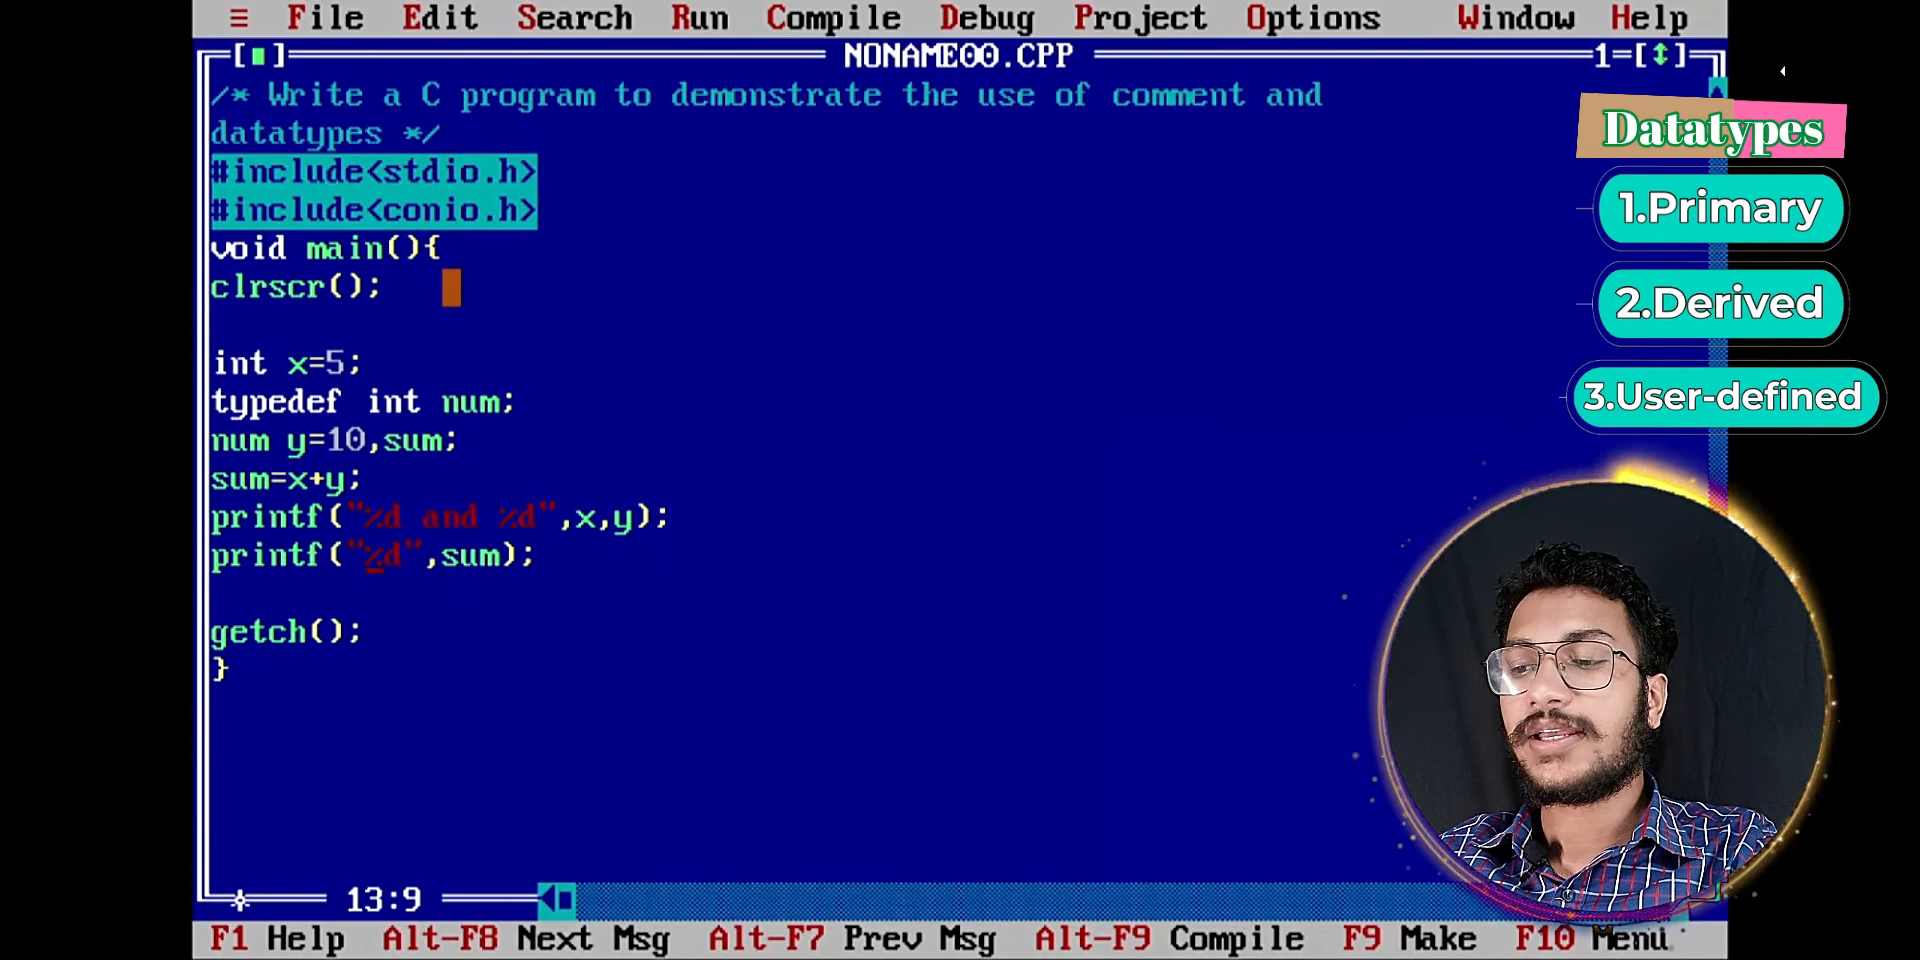 ≡ File Edit Search Run Compile Debug Project Options Window Help
[■] NONAME00.CPP 1=[↕]
/* Write a C program to demonstrate the use of comment and
datatypes */
#include<stdio.h>
#include<conio.h>
void main(){
clrscr();
int x=5;
typedef int num;
num y=10,sum;
sum=x+y;
printf("%d and %d",x,y);
printf("%d",sum);
getch();
}
13:9
F1 Help Alt-F8 Next Msg Alt-F7 Prev Msg Alt-F9 Compile F9 Make F10 Menu
Datatypes
1.Primary
2.Derived
3.User-defined